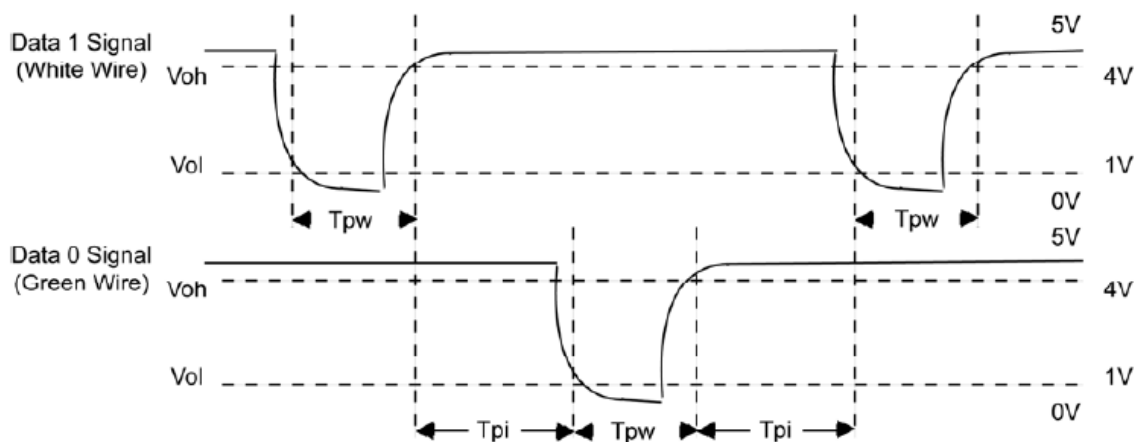 Data 1 Signal
(White Wire)
5V
Voh
4V
Vol
1V
0V
Tpw
Tpw
Data 0 Signal
(Green Wire)
5V
Voh
4V
Vol
1V
0V
Tpi
Tpw
Tpi